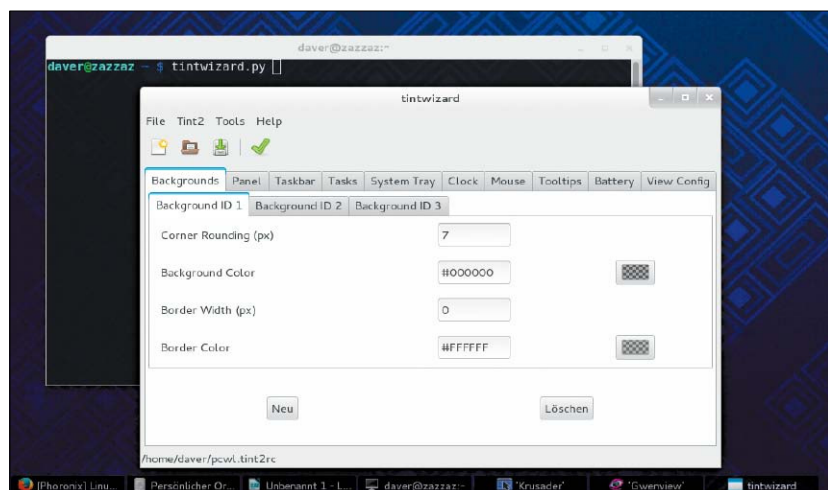 daver@zazzaz:~
daver@zazzaz ~ $ tintwizard.py
tintwizard
File Tint2 Tools Help
Backgrounds Panel Taskbar Tasks System Tray Clock Mouse Tooltips Battery View Config
Background ID 1 Background ID 2 Background ID 3
Corner Rounding (px) 7
Background Color #000000
Border Width (px) 0
Border Color #FFFFFF
Neu Löschen
/home/daver/pcwl.tint2rc
[Phoronix] Linu... Persönlicher Or... Unbenannt 1 - L... daver@zazzaz:~ 'Krusader' 'Gwenview' tintwizard